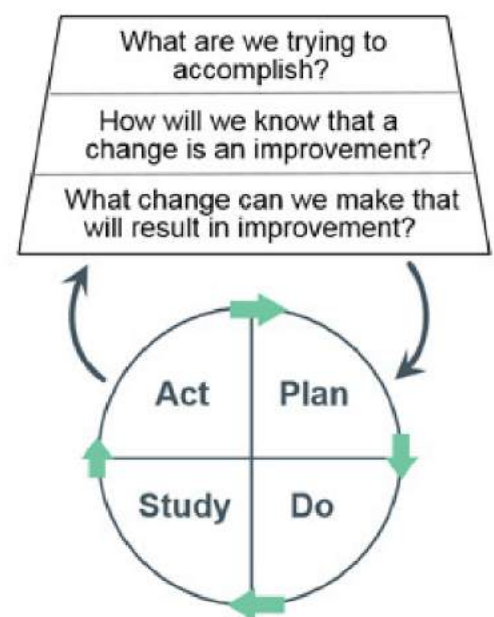 What are we trying to
accomplish?
How will we know that a
change is an improvement?
What change can we make that
will result in improvement?
Act
Plan
Study
Do